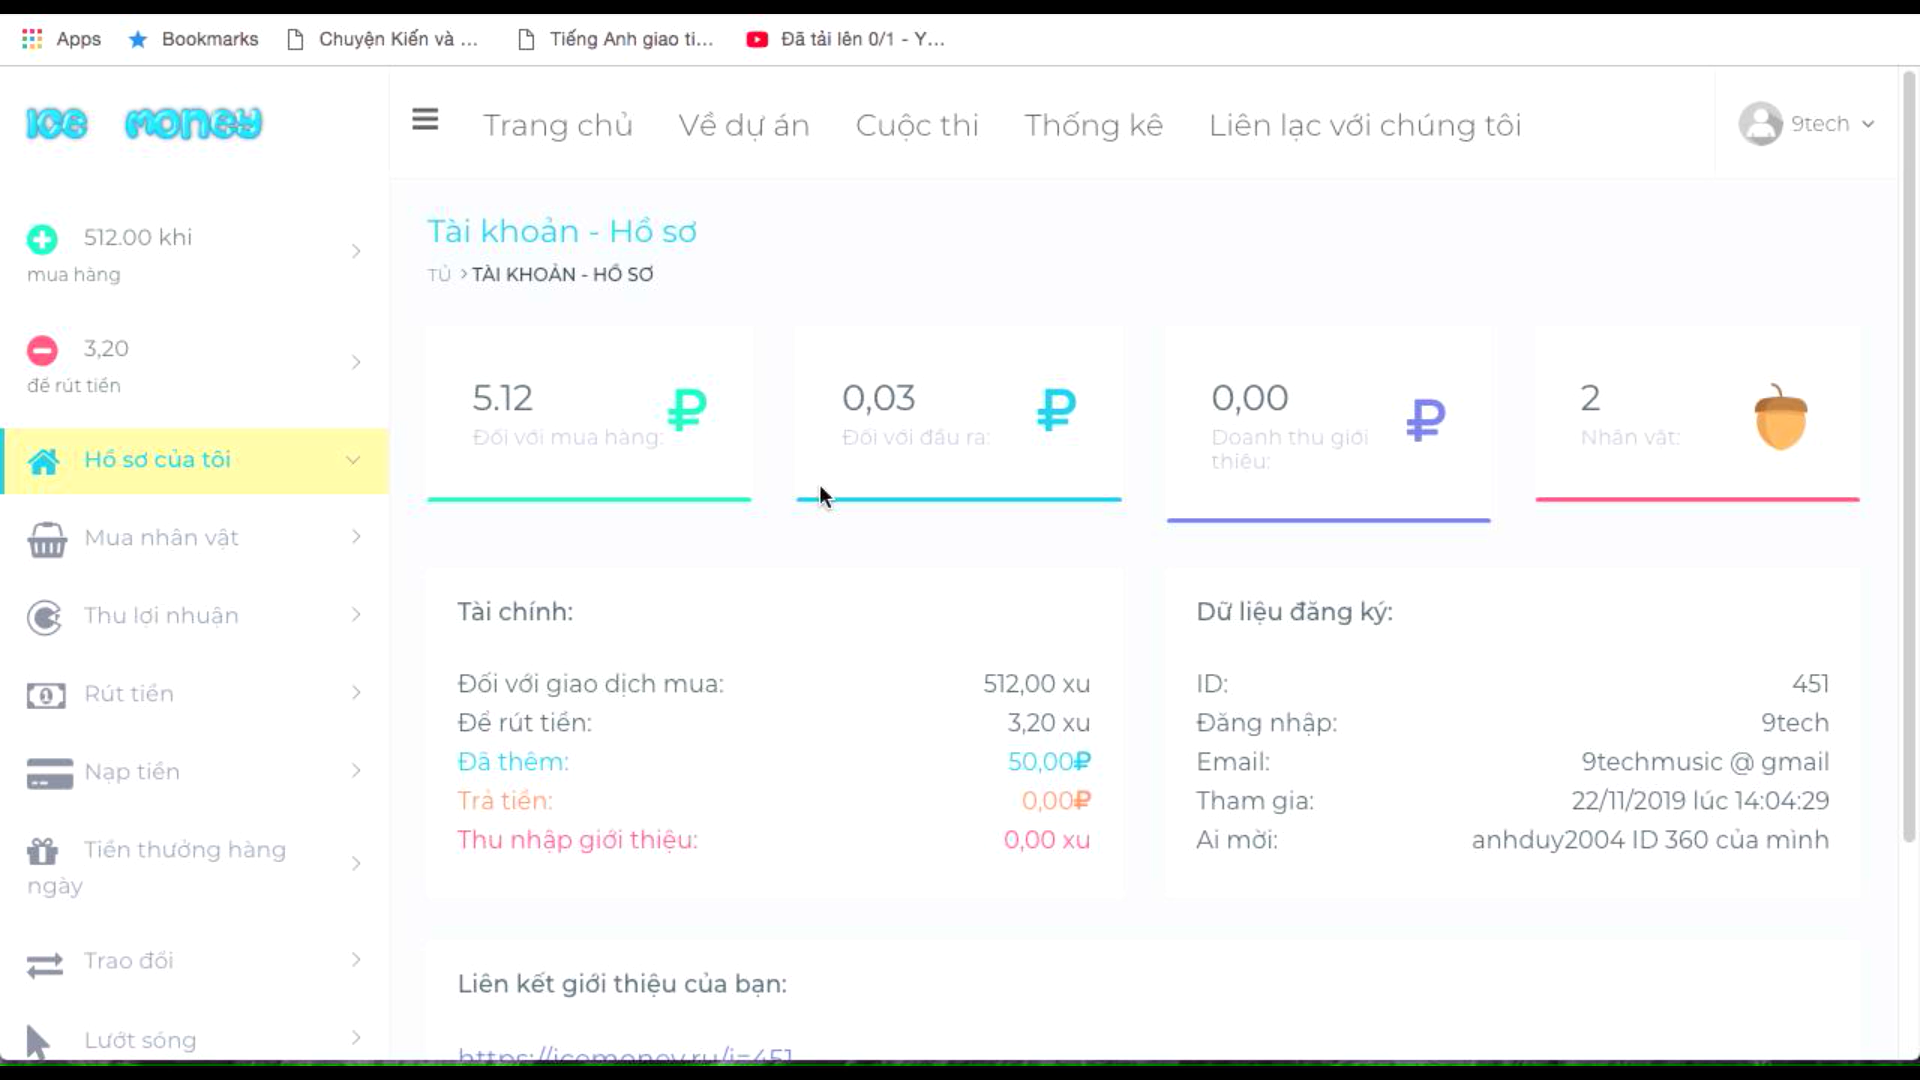 Apps Bookmarks Chuyện Kiến và ... Tiếng Anh giao ti... Đã tải lên 0/1 - Y...
Ice money
Trang chủ Về dự án Cuộc thi Thống kê Liên lạc với chúng tôi
9tech
512.00 khi
mua hàng
3,20
để rút tiền
Hồ sơ của tôi
Mua nhân vật
Thu lợi nhuận
Rút tiền
Nạp tiền
Tiền thưởng hàng
ngày
Trao đổi
Lướt sóng
Tài khoản - Hồ sơ
TỦ > TÀI KHOẢN - HỒ SƠ
5.12 ₽
Đối với mua hàng:
0,03 ₽
Đối với đầu ra:
0,00 ₽
Doanh thu giới
thiệu:
2
Nhân vật:
Tài chính:
Đối với giao dịch mua: 512,00 xu
Để rút tiền: 3,20 xu
Đã thêm: 50,00₽
Trả tiền: 0,00₽
Thu nhập giới thiệu: 0,00 xu
Dữ liệu đăng ký:
ID: 451
Đăng nhập: 9tech
Email: 9techmusic @ gmail
Tham gia: 22/11/2019 lúc 14:04:29
Ai mời: anhduy2004 ID 360 của mình
Liên kết giới thiệu của bạn:
https://icemoney.ru/i=451